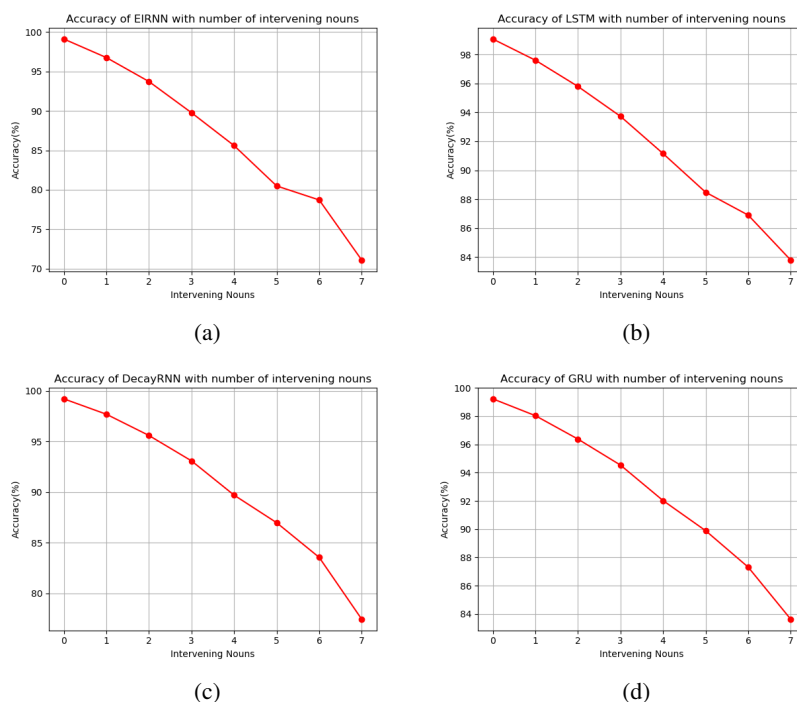 Accuracy of EIRNN with number of intervening nouns
100
95
90
85
80
75
70
Accuracy(%)
0 1 2 3 4 5 6 7
Intervening Nouns
(a)
Accuracy of LSTM with number of intervening nouns
98
96
94
92
90
88
86
84
Accuracy(%)
0 1 2 3 4 5 6 7
Intervening Nouns
(b)
Accuracy of DecayRNN with number of intervening nouns
100
95
90
85
80
Accuracy(%)
0 1 2 3 4 5 6 7
Intervening Nouns
(c)
Accuracy of GRU with number of intervening nouns
100
98
96
94
92
90
88
86
84
Accuracy(%)
0 1 2 3 4 5 6 7
Intervening Nouns
(d)